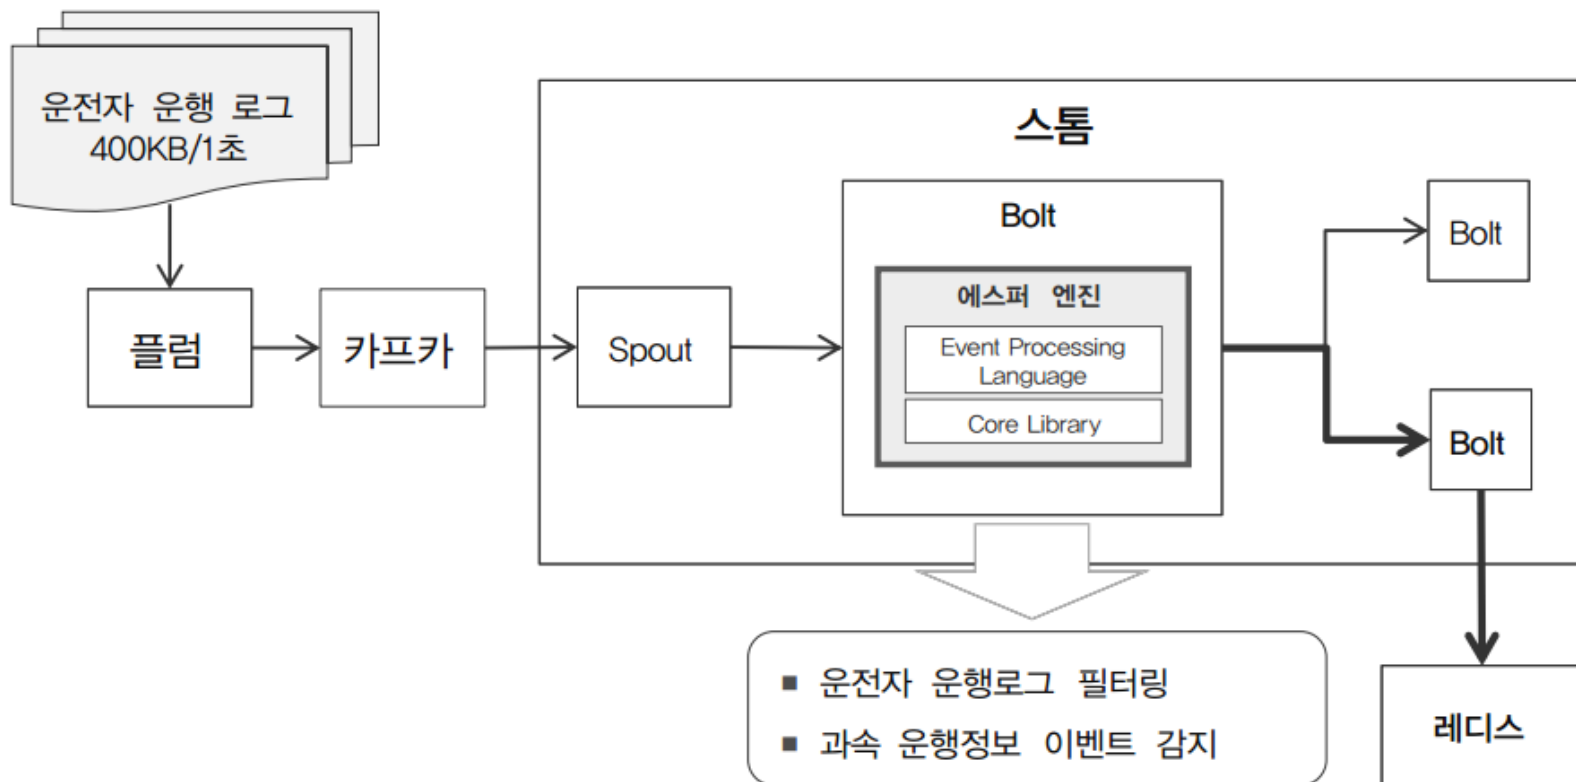 운전자 운행 로그
400KB/1초
스톰
Bolt
에스퍼 엔진
Event Processing
Language
Core Library
플럼
카프카
Spout
Bolt
Bolt
▪ 운전자 운행로그 필터링
▪ 과속 운행정보 이벤트 감지
레디스